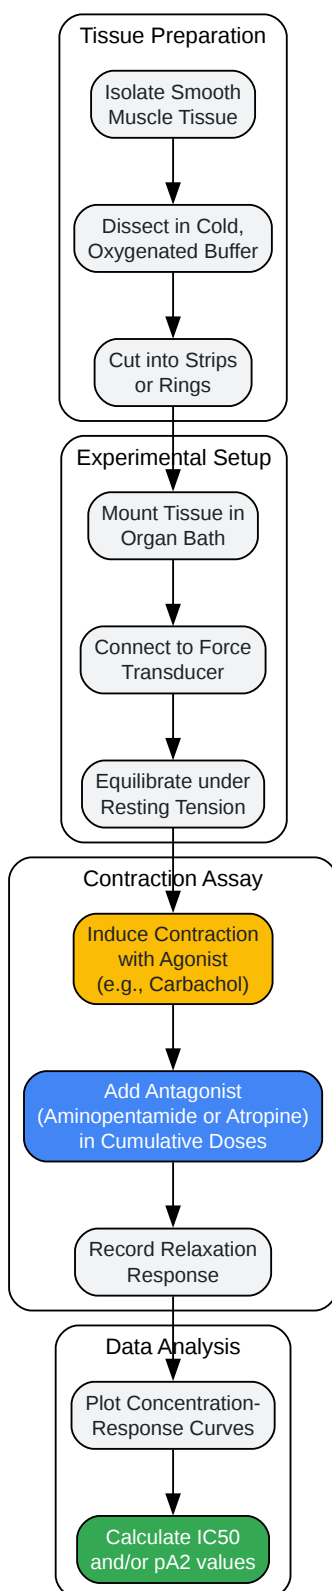 Tissue Preparation
Isolate Smooth
Muscle Tissue
Dissect in Cold,
Oxygenated Buffer
Cut into Strips
or Rings
Experimental Setup
Mount Tissue in
Organ Bath
Connect to Force
Transducer
Equilibrate under
Resting Tension
Contraction Assay
Induce Contraction
with Agonist
(e.g., Carbachol)
Add Antagonist
(Aminopentamide or Atropine)
in Cumulative Doses
Record Relaxation
Response
Data Analysis
Plot Concentration-
Response Curves
Calculate IC50
and/or pA2 values